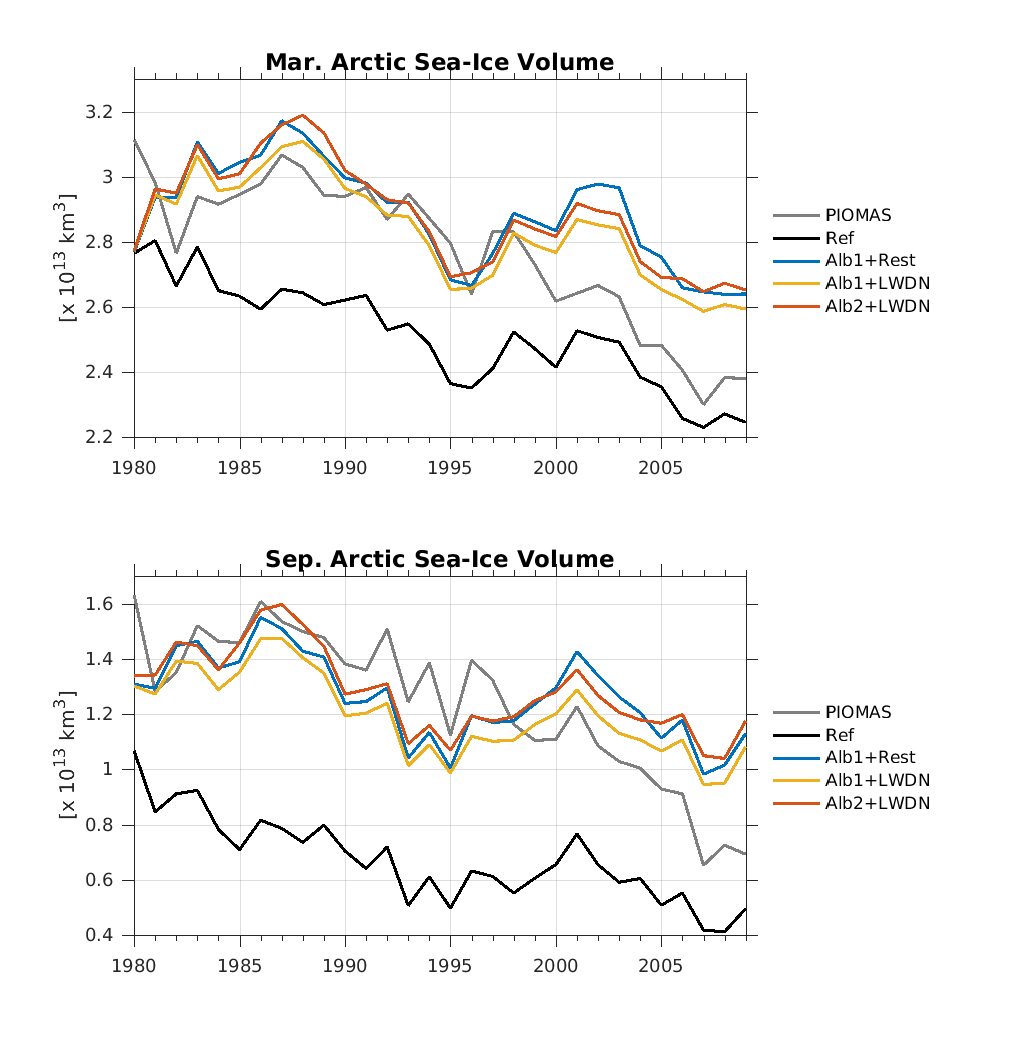 Mar. Arctic Sea-Ice Volume
[x 10^13 km^3]
3.2
3
2.8
2.6
2.4
2.2
1980 1985 1990 1995 2000 2005
PIOMAS
Ref
Alb1+Rest
Alb1+LWDN
Alb2+LWDN
Sep. Arctic Sea-Ice Volume
[x 10^13 km^3]
1.6
1.4
1.2
1
0.8
0.6
0.4
1980 1985 1990 1995 2000 2005
PIOMAS
Ref
Alb1+Rest
Alb1+LWDN
Alb2+LWDN